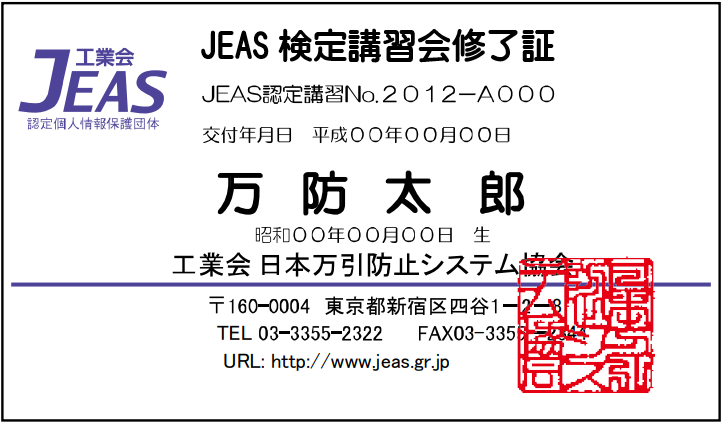 工業会
JEAS
認定個人情報保護団体
JEAS 検定講習会修了証
JEAS認定講習No.２０１２－A０００
交付年月日　平成００年００月００日
万 防 太 郎
昭和００年００月００日　生
工業会 日本万引防止システム協会
〒160-0004　東京都新宿区四谷1－2－8
TEL 03-3355-2322　　FAX03-335 -2344
URL: http://www.jeas.gr.jp